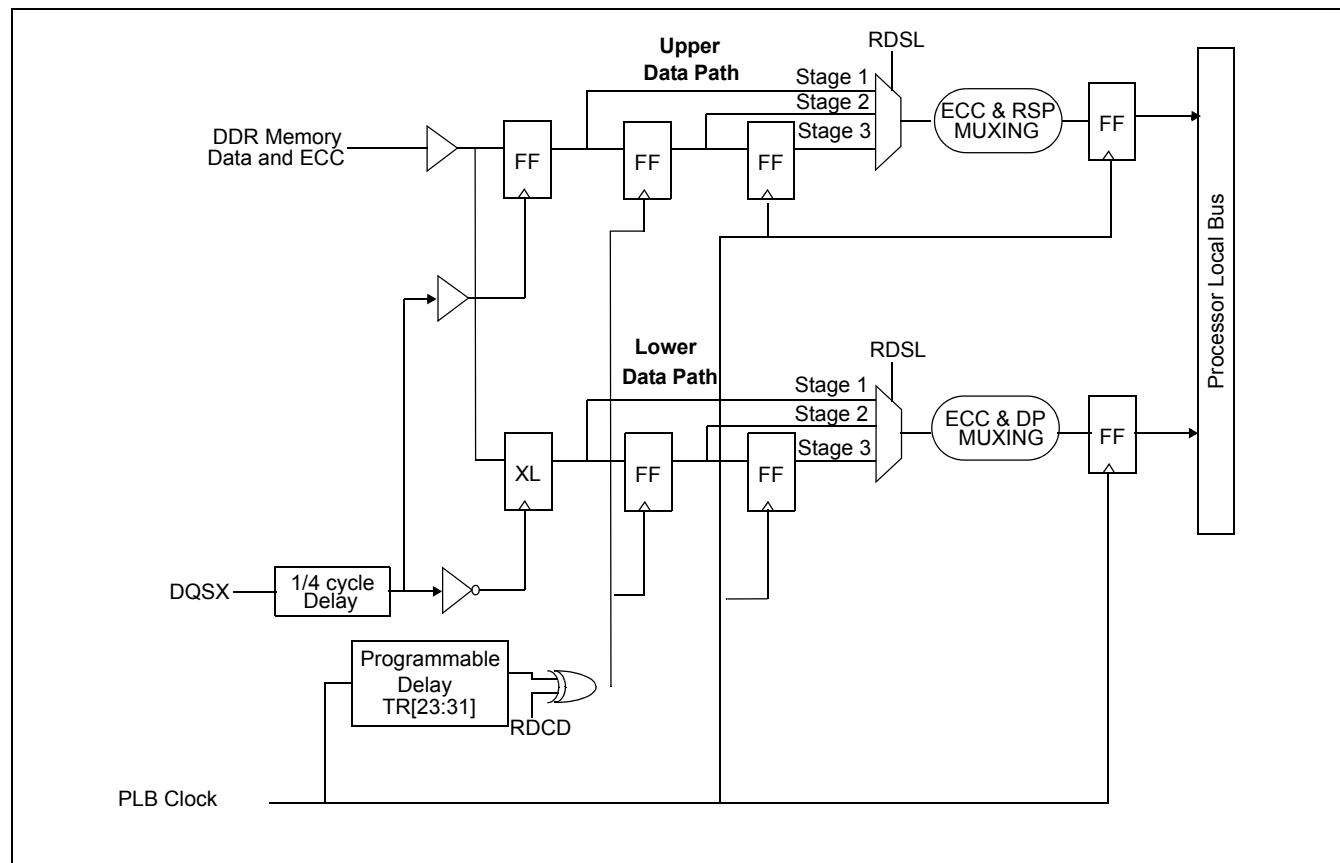 RDSL
Upper
Data Path
Stage 1
Stage 2
Stage 3
DDR Memory
Data and ECC
FF
FF
FF
ECC & RSP
MUXING
FF
Processor Local Bus
Lower
Data Path
RDSL
Stage 1
Stage 2
Stage 3
XL
FF
FF
ECC & DP
MUXING
FF
DQSX
1/4 cycle
Delay
Programmable
Delay
TR[23:31]
RDCD
PLB Clock